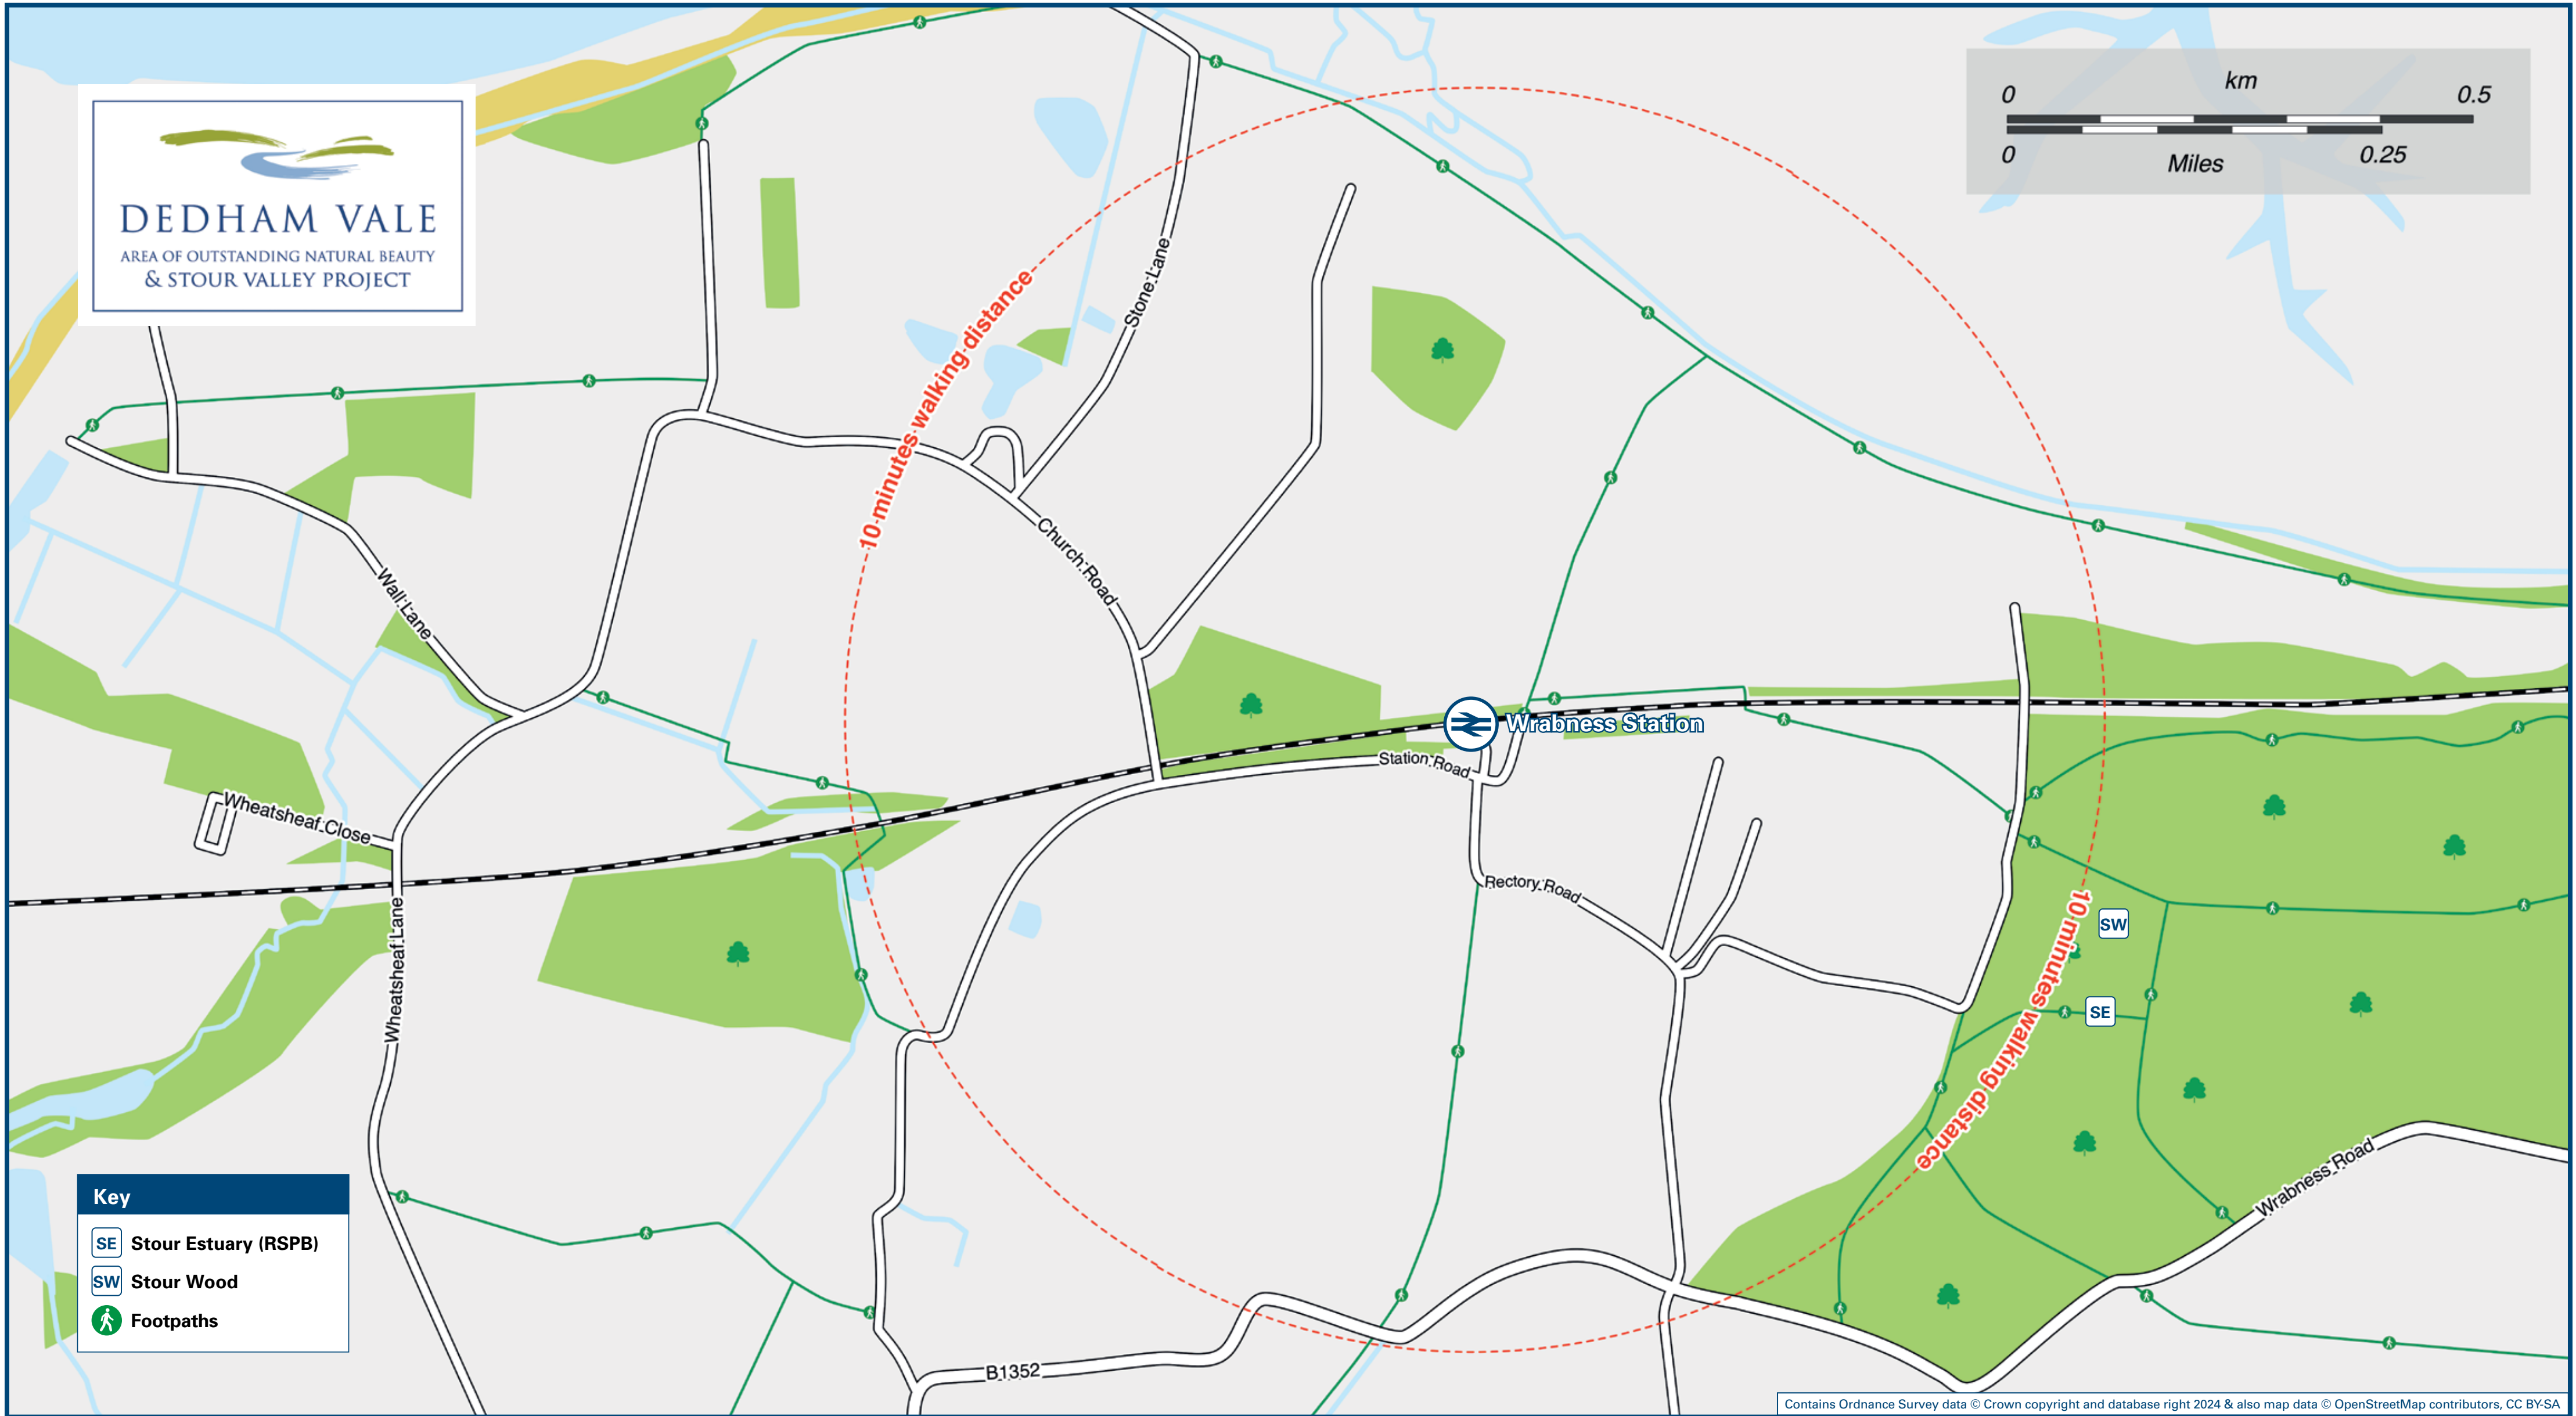 DEDHAM VALE
AREA OF OUTSTANDING NATURAL BEAUTY
& STOUR VALLEY PROJECT
km
0
0.5
0
Miles
0.25
Stone Lane
10 minutes walking distance
Church Road
Wall Lane
Wrabness Station
Station Road
Wheatsheaf Close
Rectory Road
Wheatsheaf Lane
SW
SE
10 minutes walking distance
Wrabness Road
B1352
Key
SE Stour Estuary (RSPB)
SW Stour Wood
Footpaths
Contains Ordnance Survey data © Crown copyright and database right 2024 & also map data © OpenStreetMap contributors, CC BY-SA